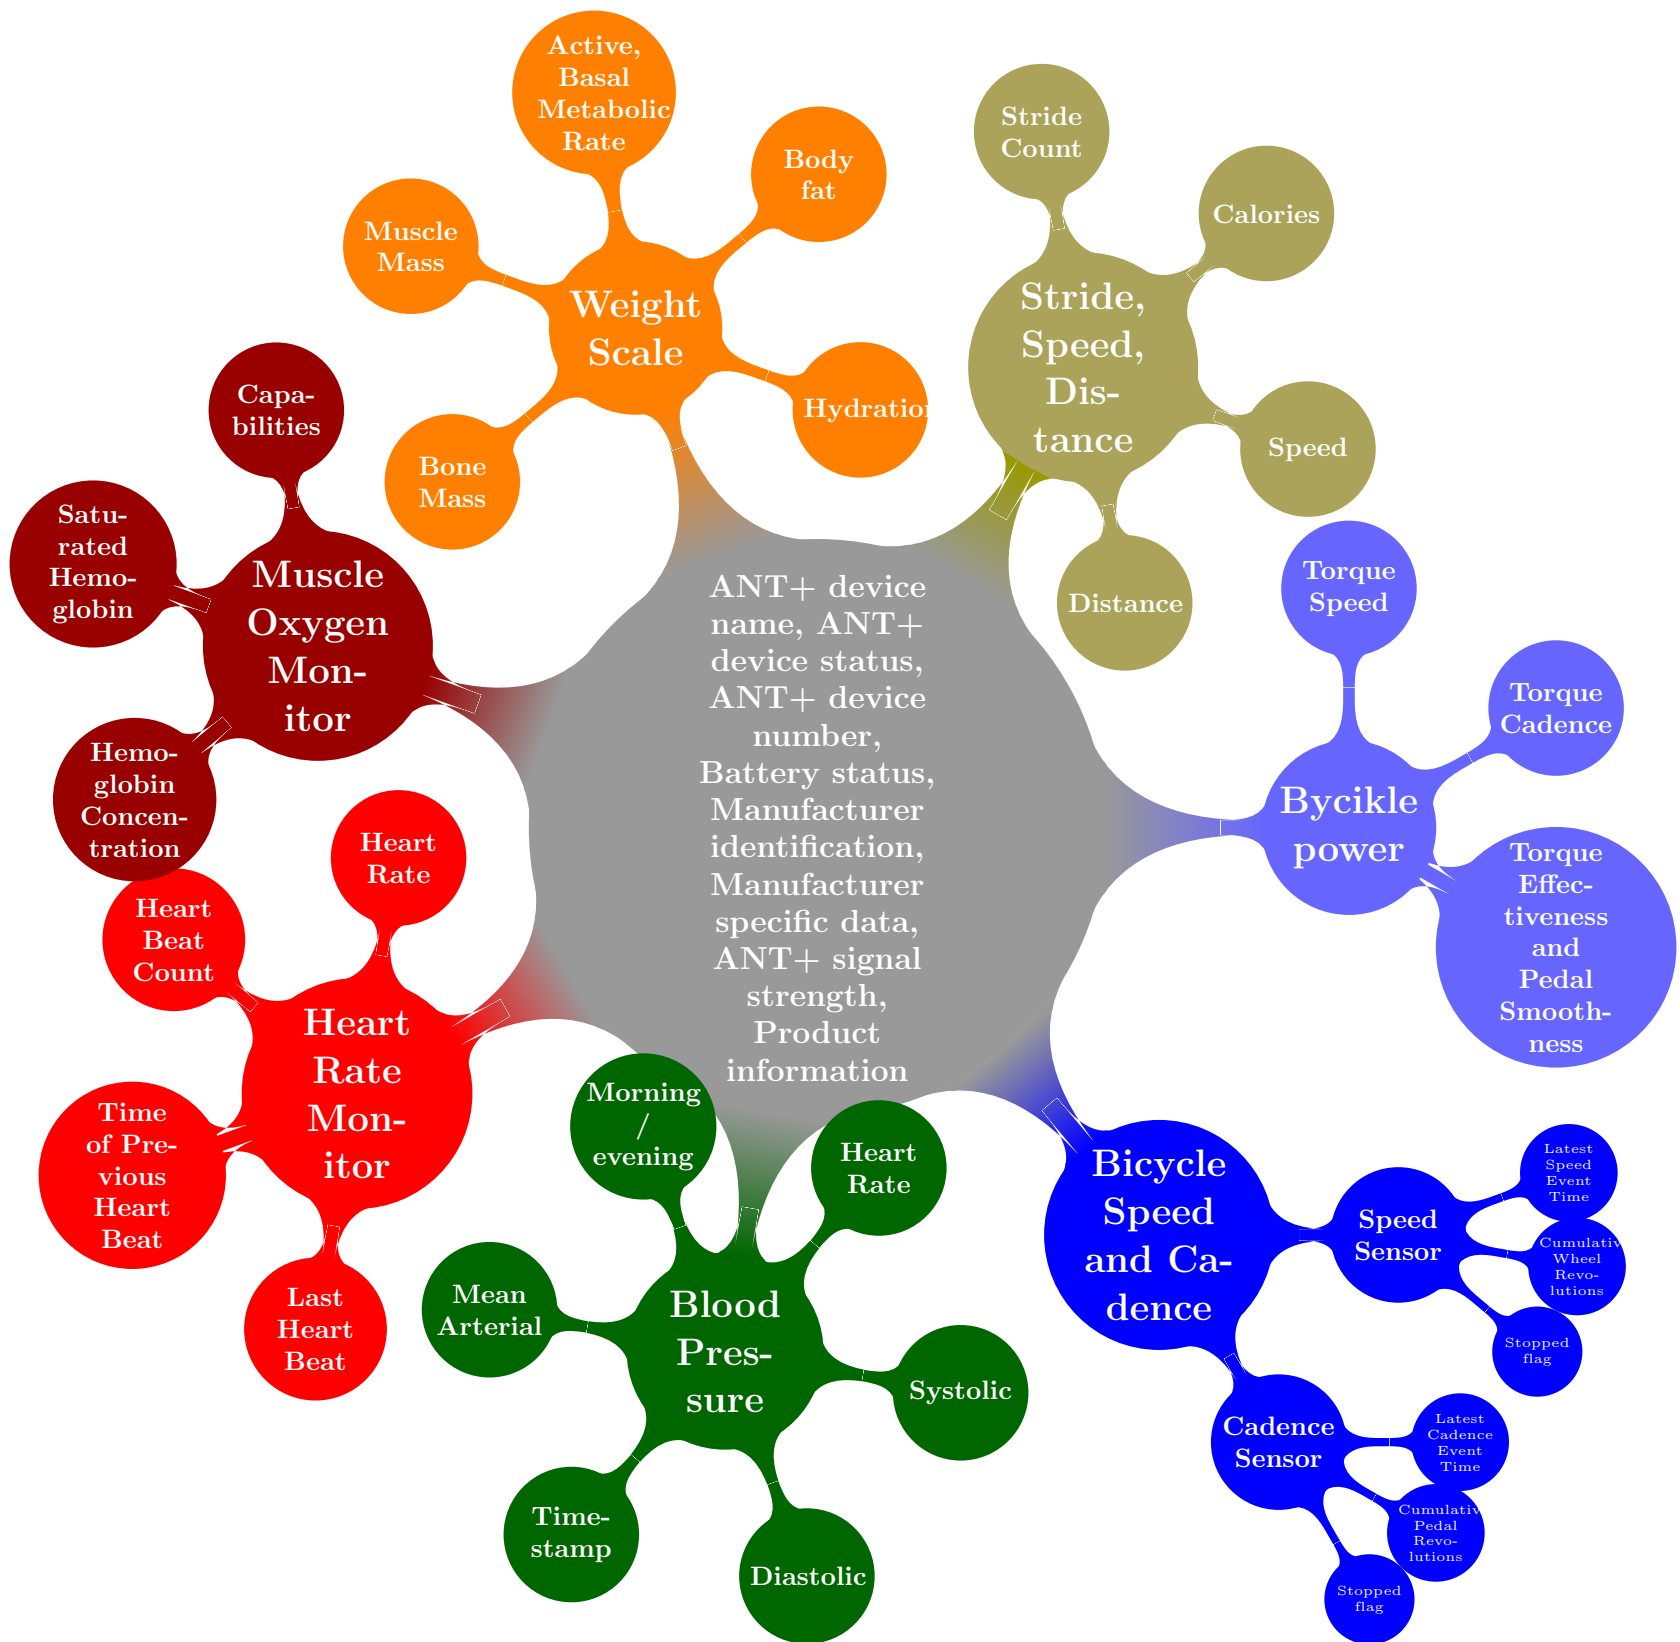 Active,
Basal
Metabolic
Rate
Body
fat
Muscle
Mass
Weight
Scale
Hydration
Bone
Mass
Stride
Count
Calories
Stride,
Speed,
Dis-
tance
Speed
Distance
Capa-
bilities
Satu-
rated
Hemo-
globin
Muscle
Oxygen
Mon-
itor
Hemo-
globin
Concen-
tration
ANT+ device
name, ANT+
device status,
ANT+ device
number,
Battery status,
Manufacturer
identification,
Manufacturer
specific data,
ANT+ signal
strength,
Product
information
Torque
Speed
Torque
Cadence
Bycikle
power
Torque
Effec-
tiveness
and
Pedal
Smooth-
ness
Heart
Rate
Heart
Beat
Count
Heart
Rate
Mon-
itor
Time
of Pre-
vious
Heart
Beat
Last
Heart
Beat
Morning
/
evening
Heart
Rate
Mean
Arterial
Blood
Pres-
sure
Systolic
Time-
stamp
Diastolic
Bicycle
Speed
and Ca-
dence
Speed
Sensor
Latest
Speed
Event
Time
Cumulativ
Wheel
Revo-
lutions
Stopped
flag
Cadence
Sensor
Latest
Cadence
Event
Time
Cumulativ
Pedal
Revo-
lutions
Stopped
flag